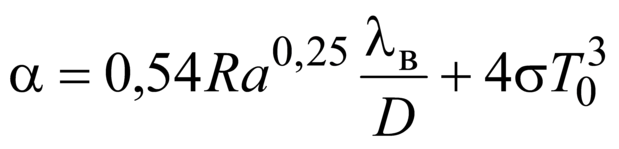 α = 0,54Ra^0,25 λ_в/D + 4σT_0^3